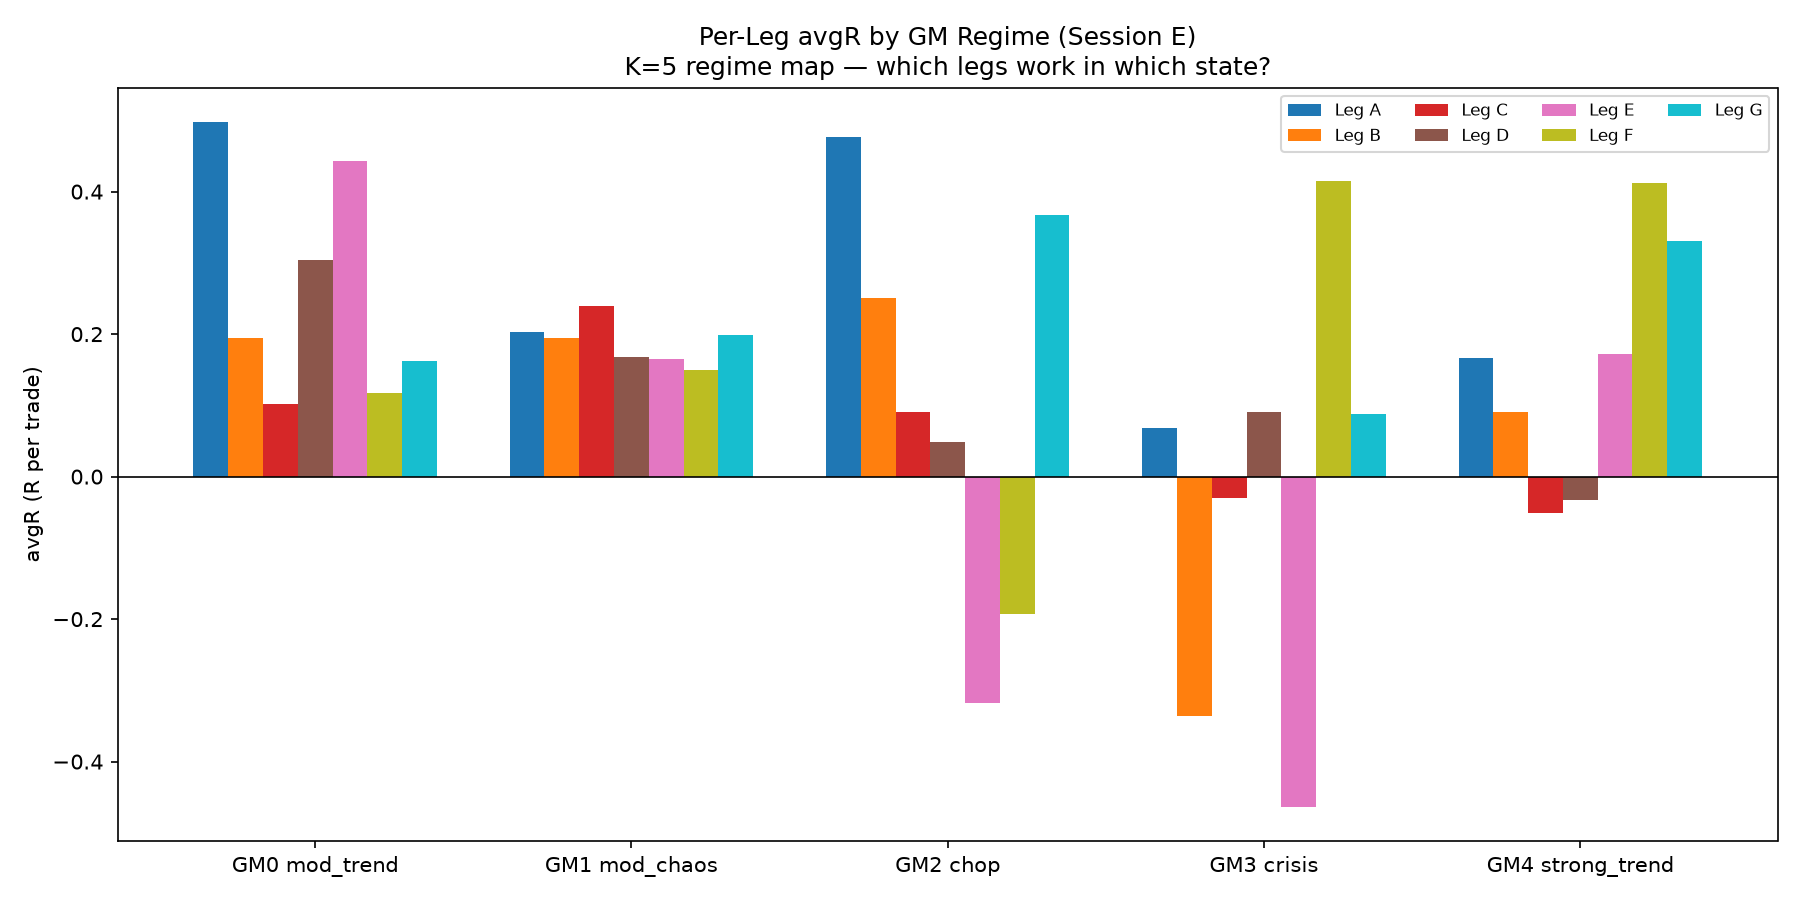 Per-Leg avgR by GM Regime (Session E)
K=5 regime map — which legs work in which state?
Leg A
Leg B
Leg C
Leg D
Leg E
Leg F
Leg G
avgR (R per trade)
0.4
0.2
0.0
−0.2
−0.4
GM0 mod_trend
GM1 mod_chaos
GM2 chop
GM3 crisis
GM4 strong_trend